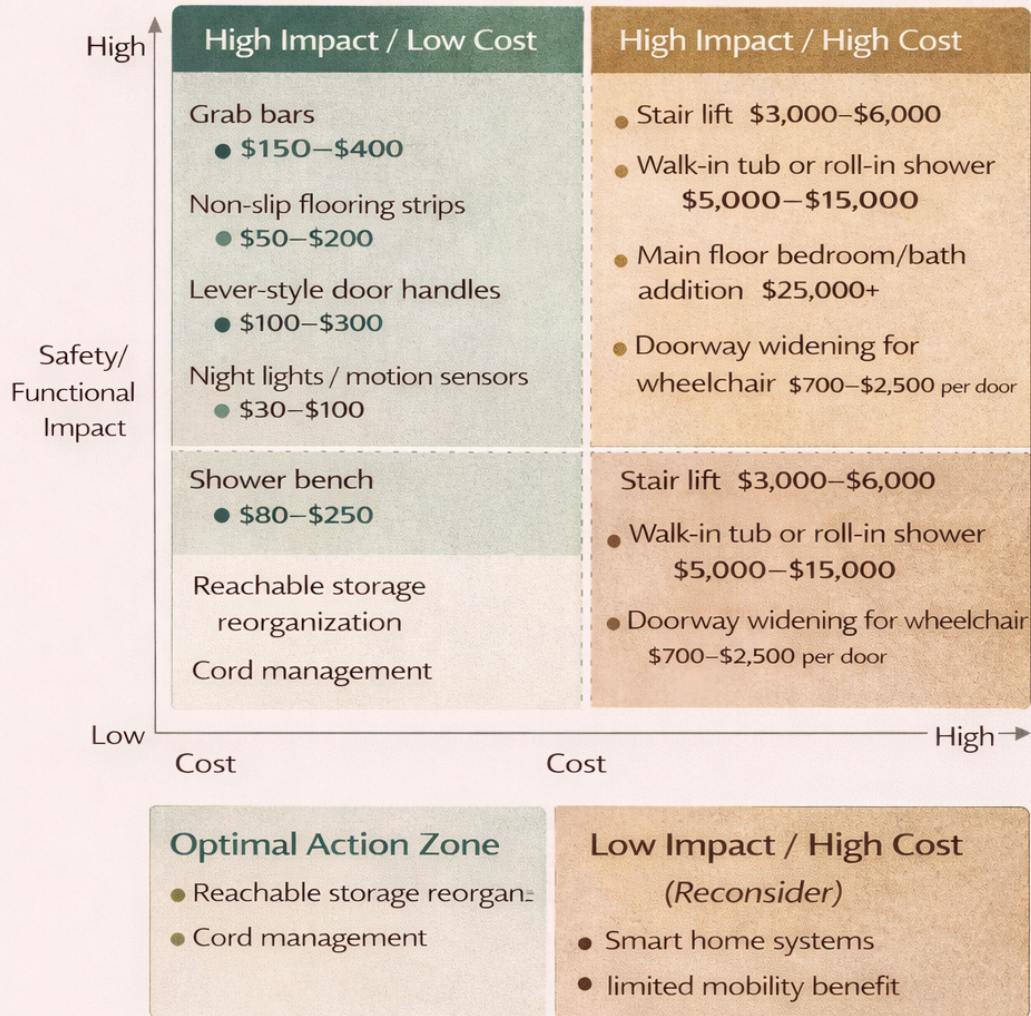 High
High Impact / Low Cost
Grab bars
$150–$400
Non-slip flooring strips
$50–$200
Lever-style door handles
$100–$300
Night lights / motion sensors
$30–$100
High Impact / High Cost
Stair lift $3,000–$6,000
Walk-in tub or roll-in shower
$5,000–$15,000
Main floor bedroom/bath
addition $25,000+
Doorway widening for
wheelchair $700–$2,500 per door
Safety/
Functional
Impact
Shower bench
$80–$250
Reachable storage
reorganization
Cord management
Stair lift $3,000–$6,000
Walk-in tub or roll-in shower
$5,000–$15,000
Doorway widening for wheelchair
$700–$2,500 per door
Low
High
Cost
Cost
Optimal Action Zone
Reachable storage reorgan
Cord management
Low Impact / High Cost
(Reconsider)
Smart home systems
limited mobility benefit